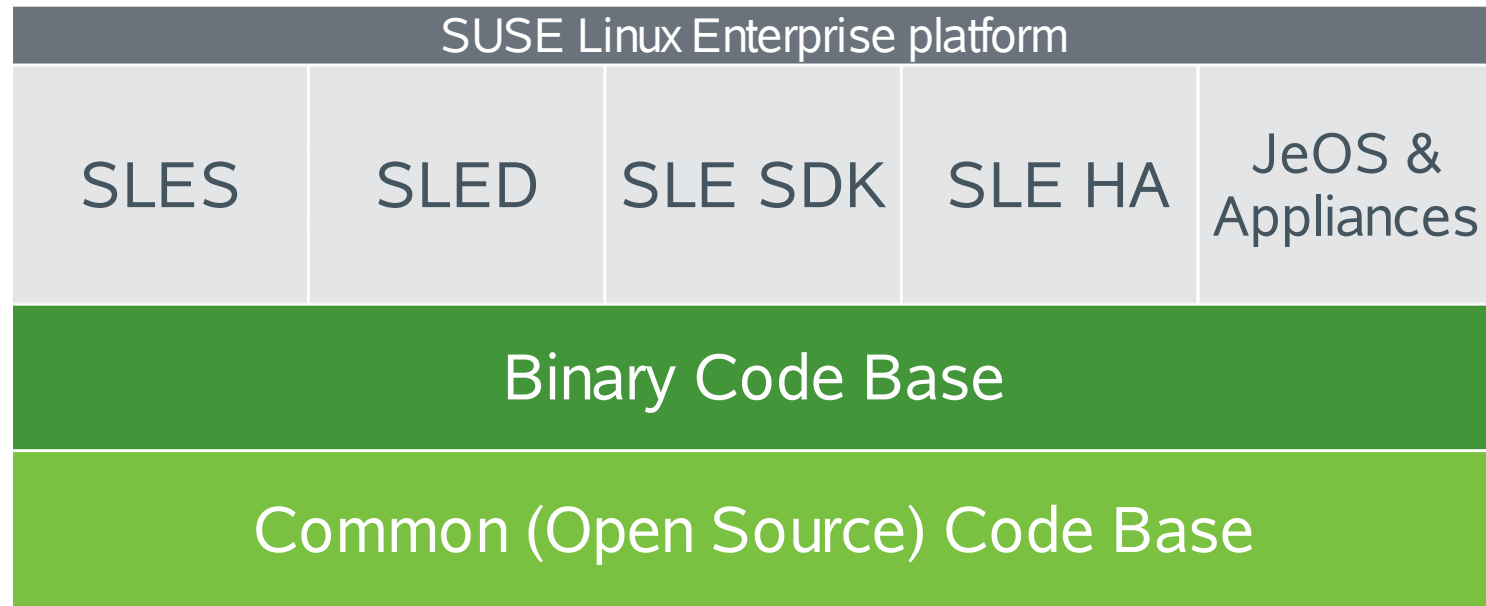 SUSE Linux Enterprise platform
SLES
SLED
SLE SDK
SLE HA
JeOS &
Appliances
Binary Code Base
Common (Open Source) Code Base